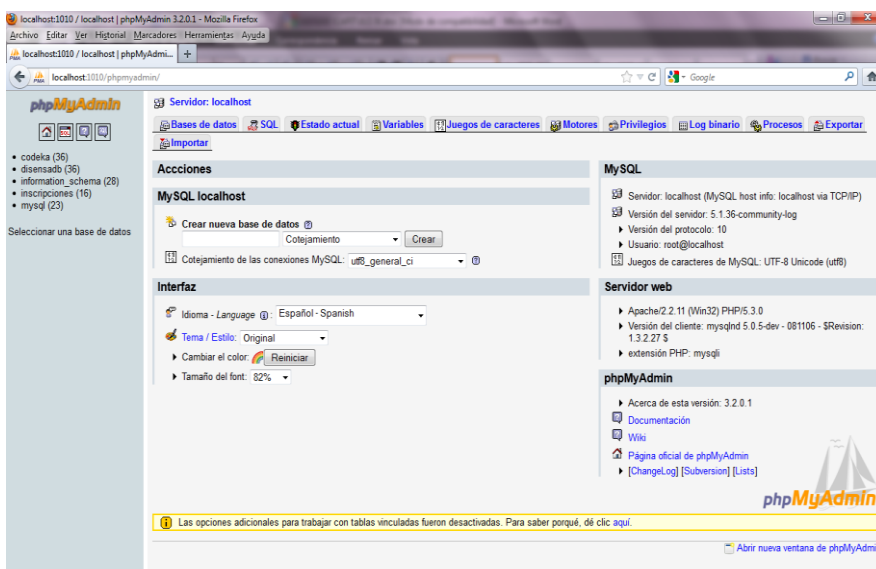 localhost:1010 / localhost | phpMyAdmin 3.2.0.1 - Mozilla Firefox
Archivo Editar Ver Historial Marcadores Herramientas Ayuda
localhost:1010 / localhost | phpMyAdmi... +
localhost:1010/phpmyadmin/ Google
phpMyAdmin
codeka (36)
disensadb (36)
information_schema (28)
inscripciones (16)
mysql (23)
Seleccionar una base de datos
Servidor: localhost
Bases de datos SQL Estado actual Variables Juegos de caracteres Motores Privilegios Log binario Procesos Exportar
Importar
Accciones
MySQL localhost
Crear nueva base de datos
Cotejamiento Crear
Cotejamiento de las conexiones MySQL: utf8_general_ci
Interfaz
Idioma - Language : Español - Spanish
Tema / Estilo: Original
Cambiar el color: Reiniciar
Tamaño del font: 82%
MySQL
Servidor: localhost (MySQL host info: localhost via TCP/IP)
Versión del servidor: 5.1.36-community-log
Versión del protocolo: 10
Usuario: root@localhost
Juegos de caracteres de MySQL: UTF-8 Unicode (utf8)
Servidor web
Apache/2.2.11 (Win32) PHP/5.3.0
Versión del cliente: mysqlnd 5.0.5-dev - 081106 - $Revision:
1.3.2.27 $
extensión PHP: mysqli
phpMyAdmin
Acerca de esta versión: 3.2.0.1
Documentación
Wiki
Página oficial de phpMyAdmin
[ChangeLog] [Subversion] [Lists]
phpMyAdmin
Las opciones adicionales para trabajar con tablas vinculadas fueron desactivadas. Para saber porqué, dé clic aquí.
Abrir nueva ventana de phpMyAdmi